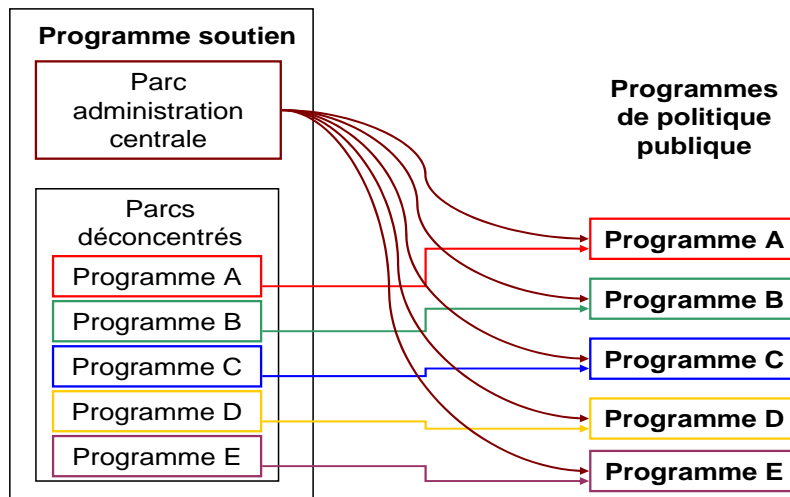 Programme soutien
Parc
administration
centrale
Parcs
déconcentrés
Programme A
Programme B
Programme C
Programme D
Programme E
Programmes
de politique
publique
Programme A
Programme B
Programme C
Programme D
Programme E